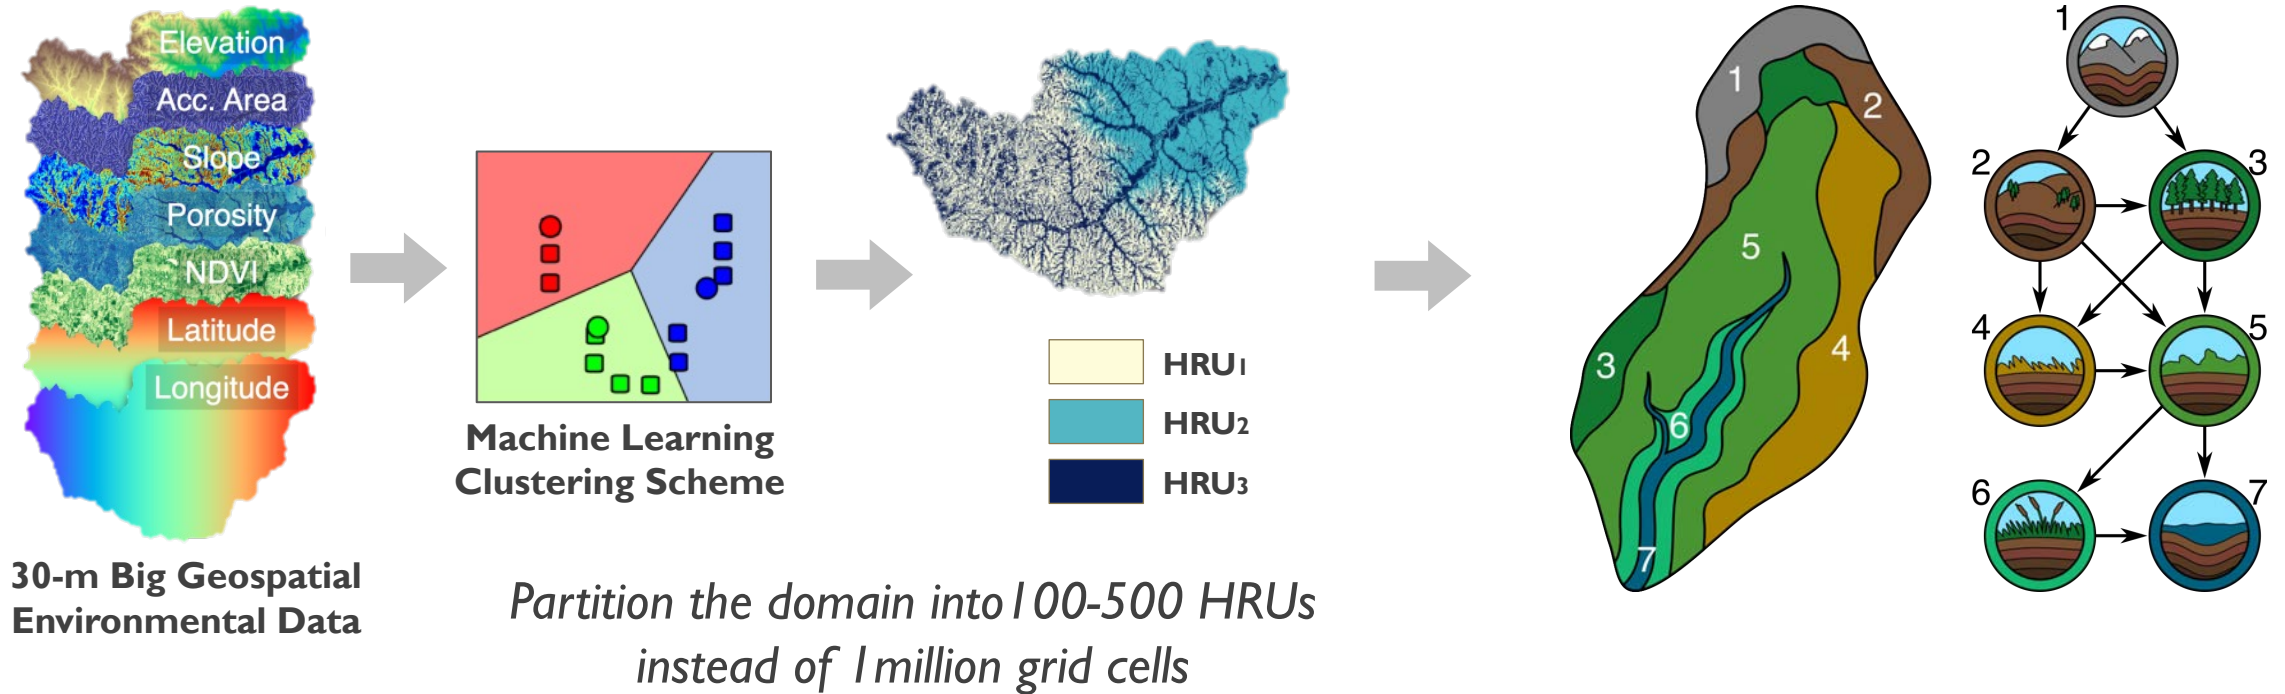 Elevation
Acc. Area
Slope
Porosity
NDVI
Latitude
Longitude
30-m Big Geospatial
Environmental Data
Machine Learning
Clustering Scheme
HRU1
HRU2
HRU3
Partition the domain into100-500 HRUs
instead of 1million grid cells
1
2
3
4
5
6
7
1
2
3
4
5
6
7